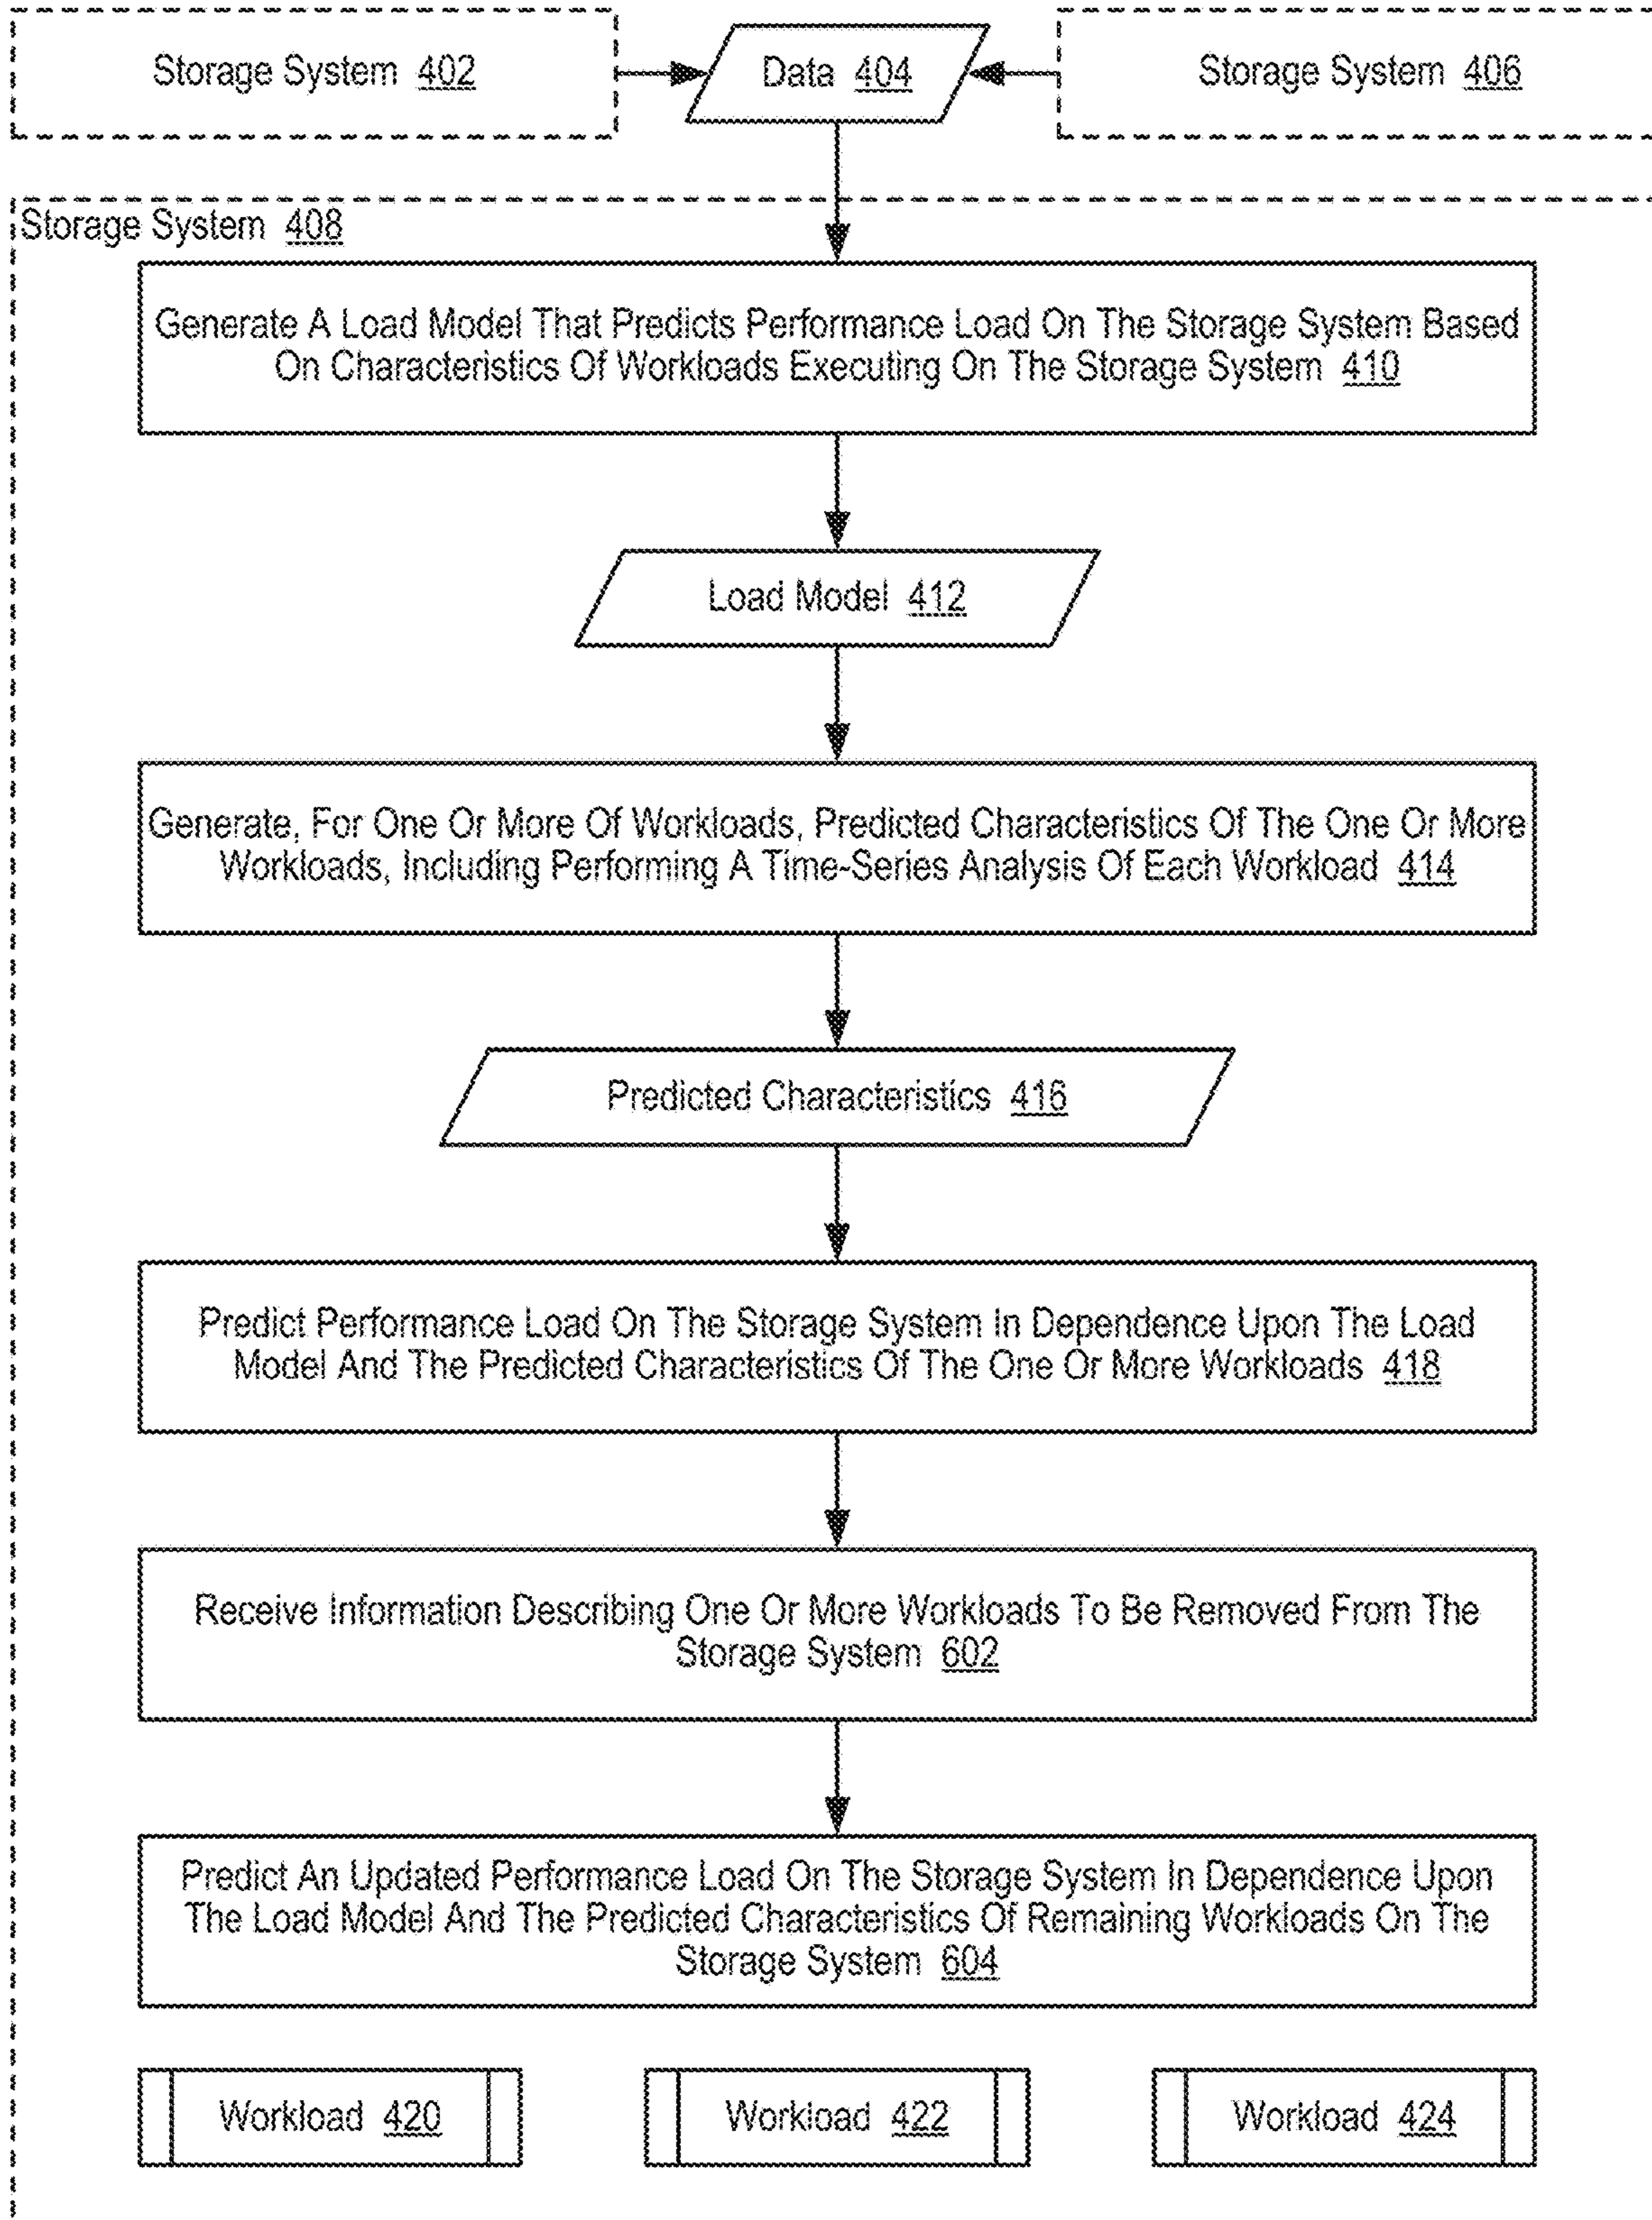 Storage System 402
Data 404
Storage System 406
Storage System 408
Generate A Load Model That Predicts Performance Load On The Storage System Based
On Characteristics Of Workloads Executing On The Storage System 410
Load Model 412
Generate, For One Or More Of Workloads, Predicted Characteristics Of The One Or More
Workloads, Including Performing A Time-Series Analysis Of Each Workload 414
Predicted Characteristics 416
Predict Performance Load On The Storage System In Dependence Upon The Load
Model And The Predicted Characteristics Of The One Or More Workloads 418
Receive Information Describing One Or More Workloads To Be Removed From The
Storage System 602
Predict An Updated Performance Load On The Storage System In Dependence Upon
The Load Model And The Predicted Characteristics Of Remaining Workloads On The
Storage System 604
Workload 420
Workload 422
Workload 424